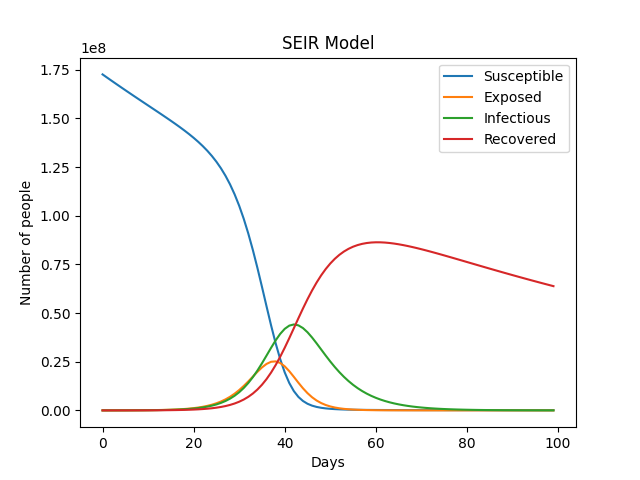 SEIR Model
1e8
Susceptible
Exposed
Infectious
Recovered
1.75
1.50
1.25
1.00
0.75
0.50
0.25
0.00
Number of people
0 20 40 60 80 100
Days